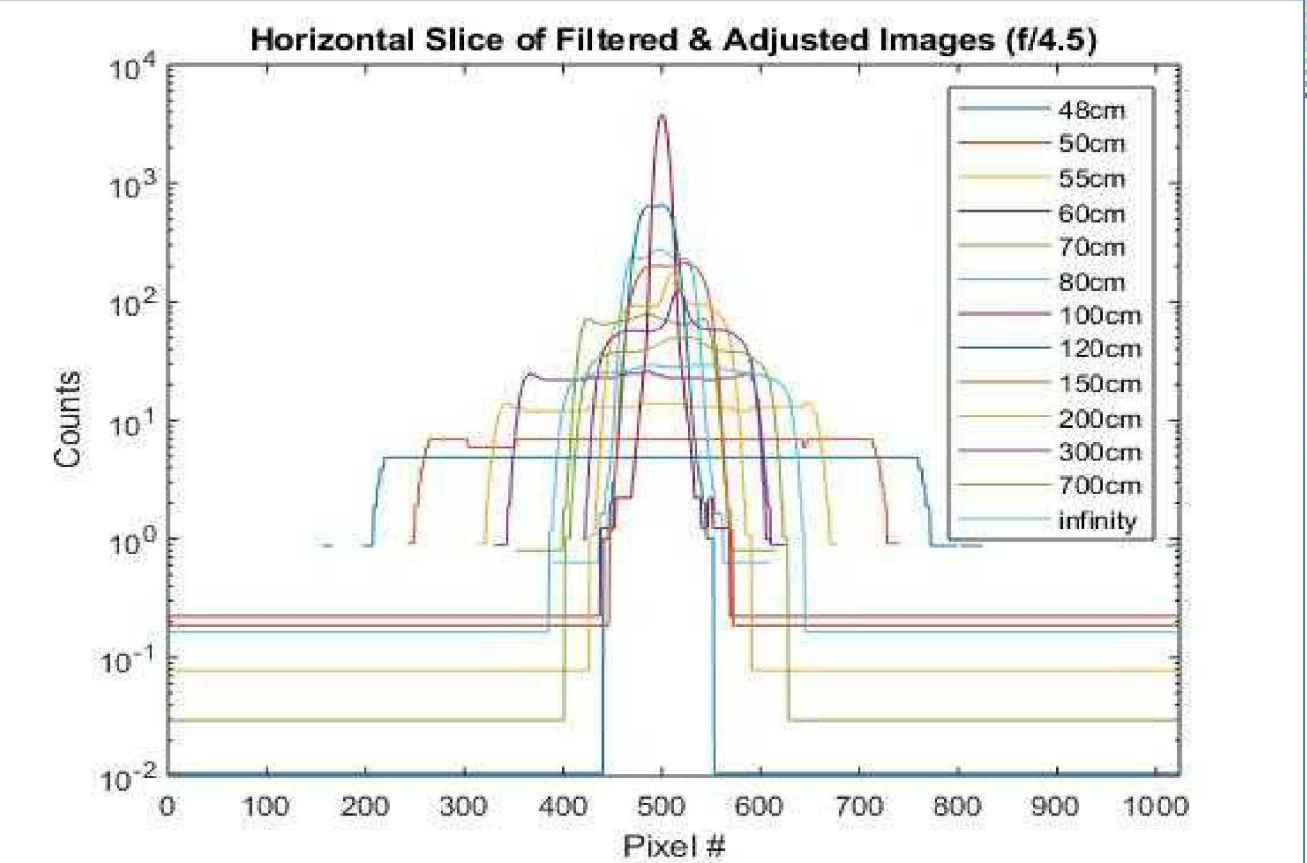 Horizontal Slice of Filtered & Adjusted Images (f/4.5)
10^4
10^3
10^2
10^1
10^0
10^-1
10^-2
Counts
48cm
50cm
55cm
60cm
70cm
80cm
100cm
120cm
150cm
200cm
300cm
700cm
infinity
0 100 200 300 400 500 600 700 800 900 1000
Pixel #